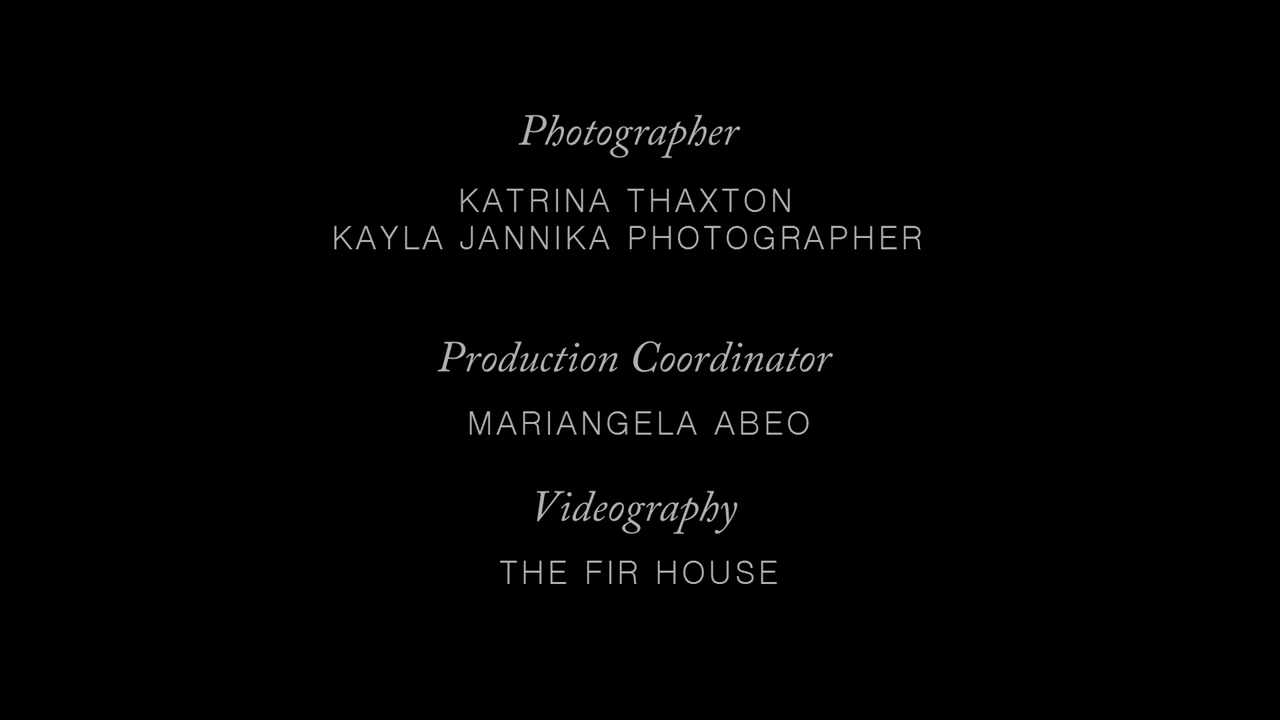 Photographer
KATRINA THAXTON
KAYLA JANNIKA PHOTOGRAPHER
Production Coordinator
MARIANGELA ABEO
Videography
THE FIR HOUSE